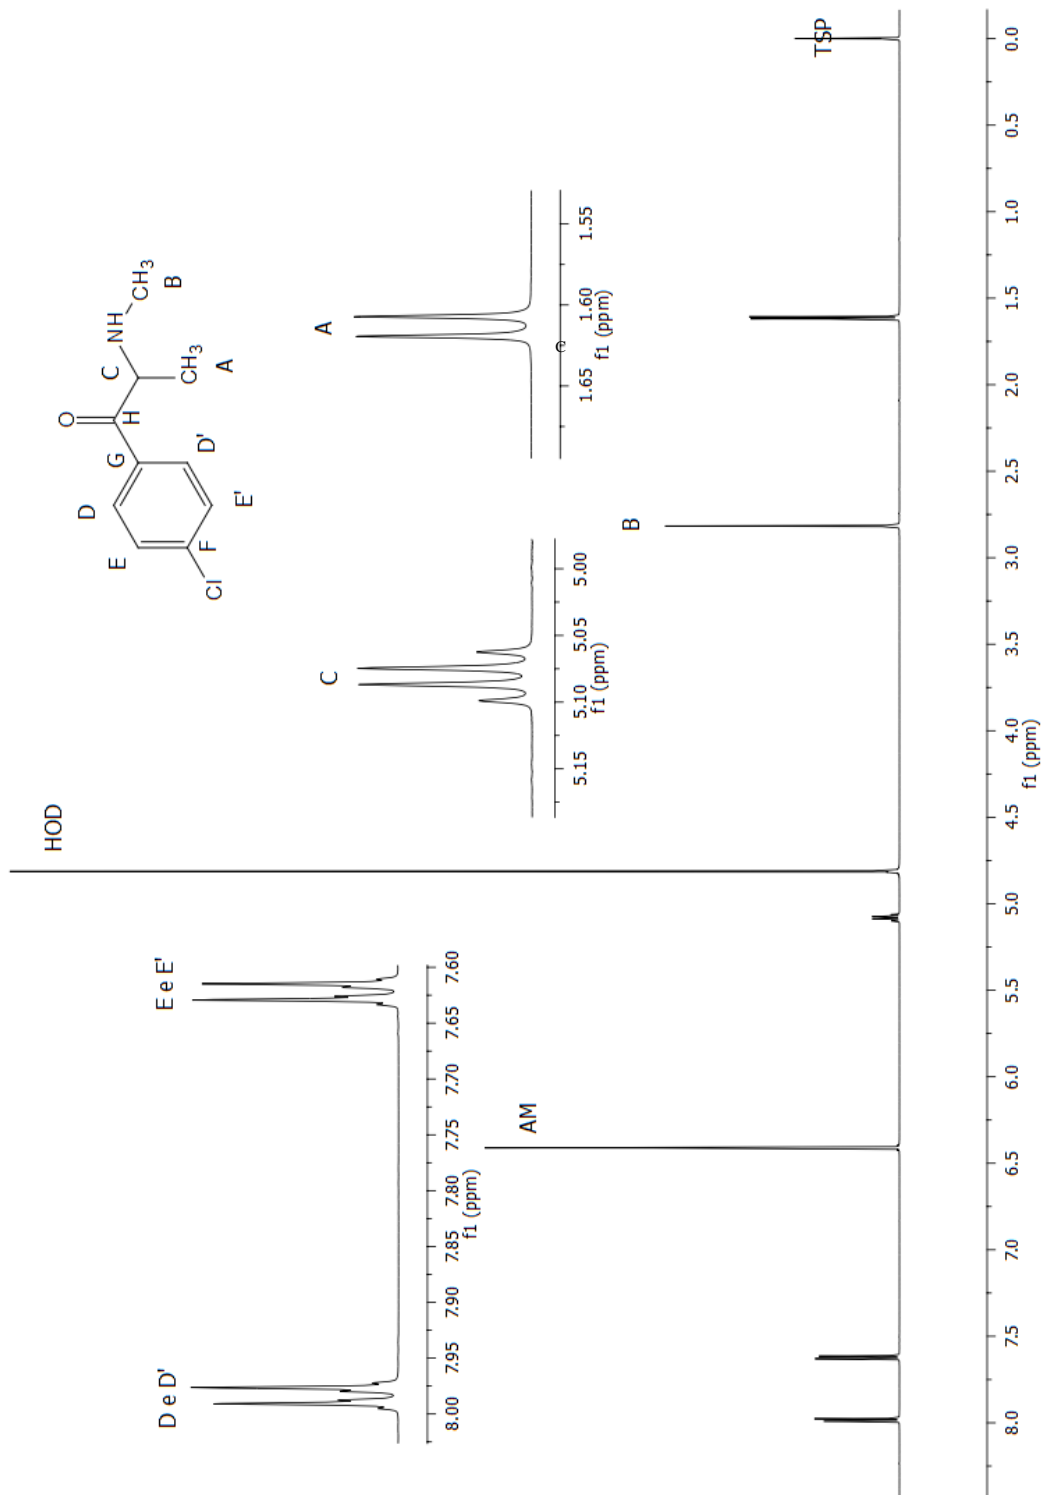 O
NH
CH3
B
C
H
CH3
A
G
D
D'
E
E'
F
Cl
HOD
TSP
D e D'
E e E'
8.00 7.95 7.90 7.85 7.80 7.75 7.70 7.65 7.60
f1 (ppm)
C
5.15 5.10 5.05 5.00
f1 (ppm)
A
1.65 1.60 1.55
f1 (ppm)
AM
B
8.0 7.5 7.0 6.5 6.0 5.5 5.0 4.5 4.0 3.5 3.0 2.5 2.0 1.5 1.0 0.5 0.0
f1 (ppm)